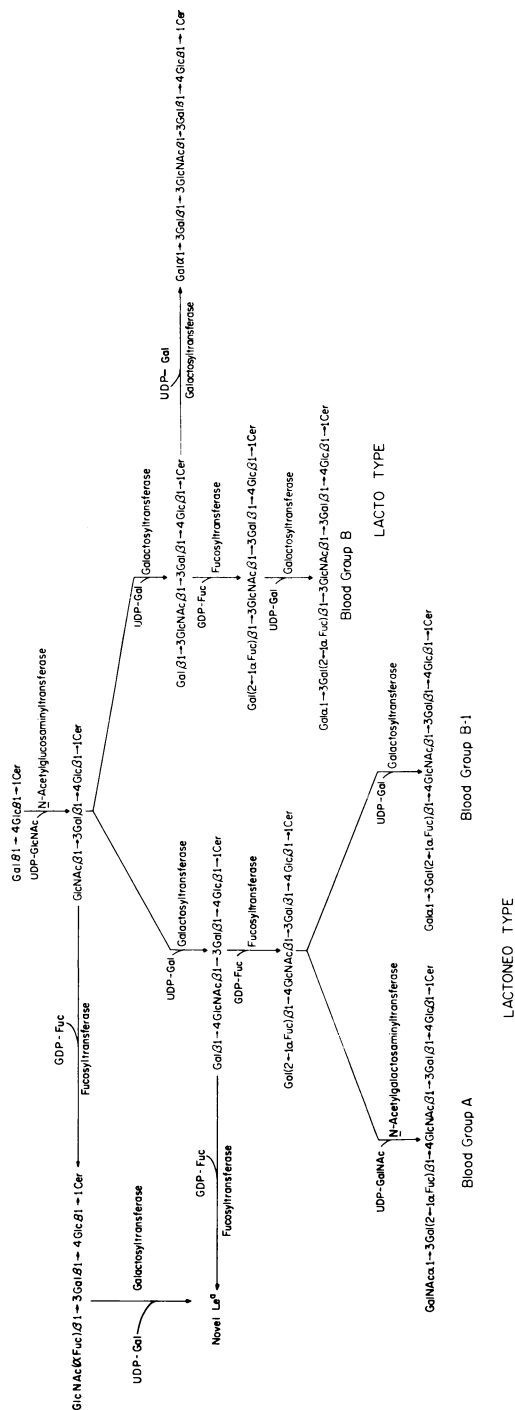 Galβ1→4Glcβ1→1Cer
UDP-GlcNAc
N-Acetylglucosaminyltransferase
GlcNAcβ1→3Galβ1→4Glcβ1→1Cer
GDP-Fuc
Fucosyltransferase
GlcNAc(αFuc)β1→3Galβ1→4Glcβ1→1Cer
UDP-Gal
Galactosyltransferase
Novel Leᵃ
UDP-Gal
Galactosyltransferase
Galβ1→4GlcNAcβ1→3Galβ1→4Glcβ1→1Cer
GDP-Fuc
Fucosyltransferase
GDP-Fuc
Fucosyltransferase
Gal(2←1αFuc)β1→4GlcNAcβ1→3Galβ1→4Glcβ1→1Cer
UDP-GalNAc
N-Acetylgalactosaminyltransferase
GalNAcα1→3Gal(2←1αFuc)β1→4GlcNAcβ1→3Galβ1→4Glcβ1→1Cer
Blood Group A
UDP-Gal
Galactosyltransferase
Galα1→3Gal(2←1αFuc)β1→4GlcNAcβ1→3Galβ1→4Glcβ1→1Cer
Blood Group B-1
LACTONEO TYPE
UDP-Gal
Galactosyltransferase
Galβ1→3GlcNAcβ1→3Galβ1→4Glcβ1→1Cer
UDP-Gal
Galactosyltransferase
Galα1→3Galβ1→3GlcNAcβ1→3Galβ1→4Glcβ1→1Cer
GDP-Fuc
Fucosyltransferase
Gal(2←1αFuc)β1→3GlcNAcβ1→3Galβ1→4Glcβ1→1Cer
UDP-Gal
Galactosyltransferase
Galα1→3Gal(2←1αFuc)β1→3GlcNAcβ1→3Galβ1→4Glcβ1→1Cer
Blood Group B
LACTO TYPE